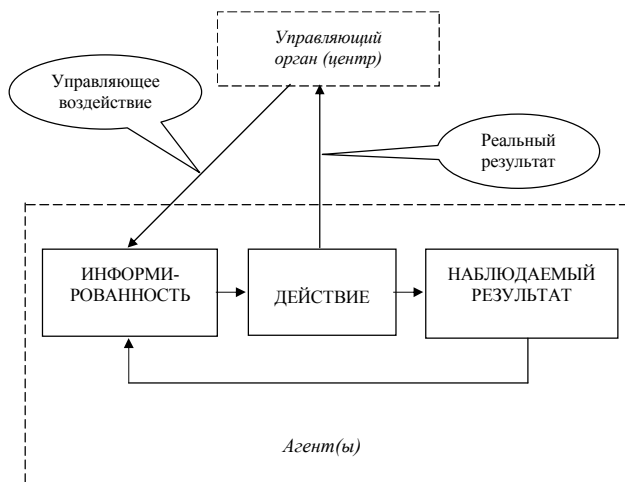 Управляющий
орган (центр)
Управляющее
воздействие
Реальный
результат
ИНФОРМИ-
РОВАННОСТЬ
ДЕЙСТВИЕ
НАБЛЮДАЕМЫЙ
РЕЗУЛЬТАТ
Агент(ы)